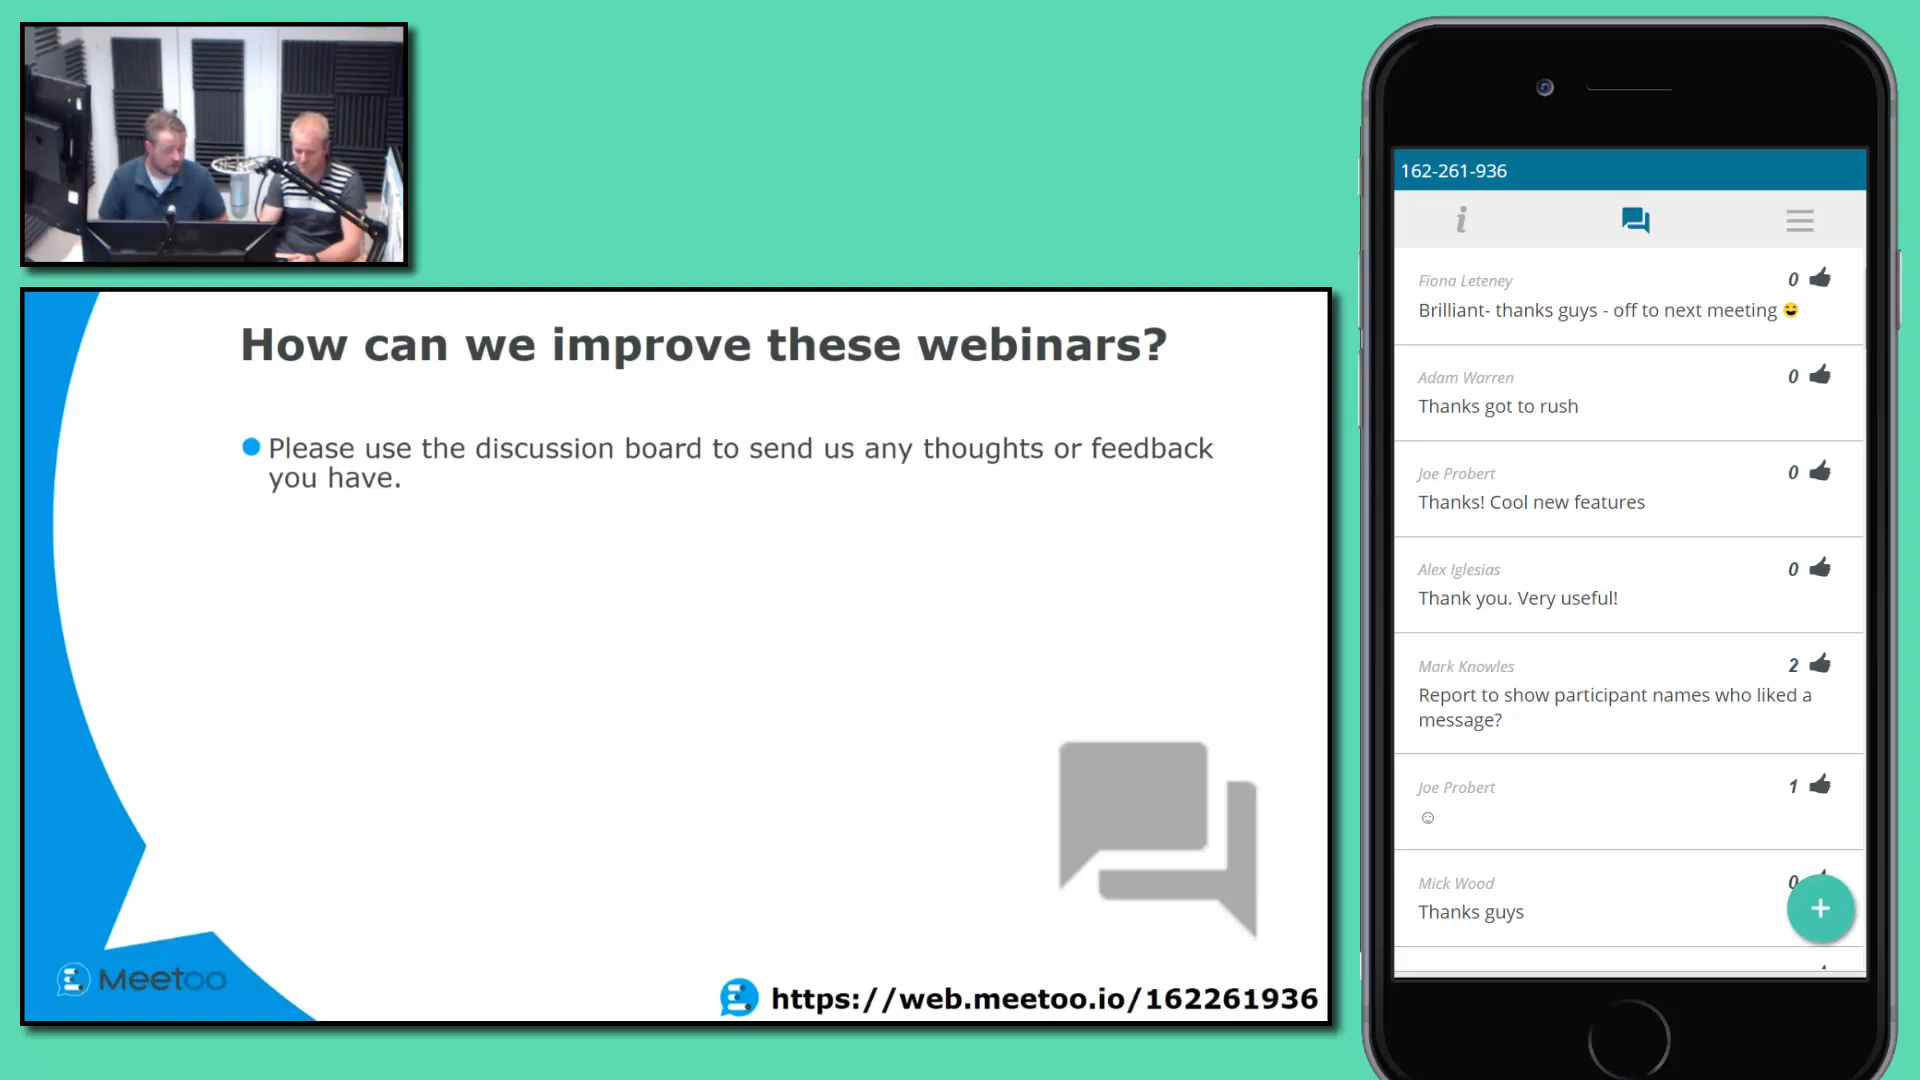 How can we improve these webinars?
Please use the discussion board to send us any thoughts or feedback
you have.
Meetoo
https://web.meetoo.io/162261936
162-261-936
i
Fiona Leteney 0
Brilliant- thanks guys - off to next meeting 😄
Adam Warren 0
Thanks got to rush
Joe Probert 0
Thanks! Cool new features
Alex Iglesias 0
Thank you. Very useful!
Mark Knowles 2
Report to show participant names who liked a
message?
Joe Probert 1
☺
Mick Wood 0
Thanks guys
+